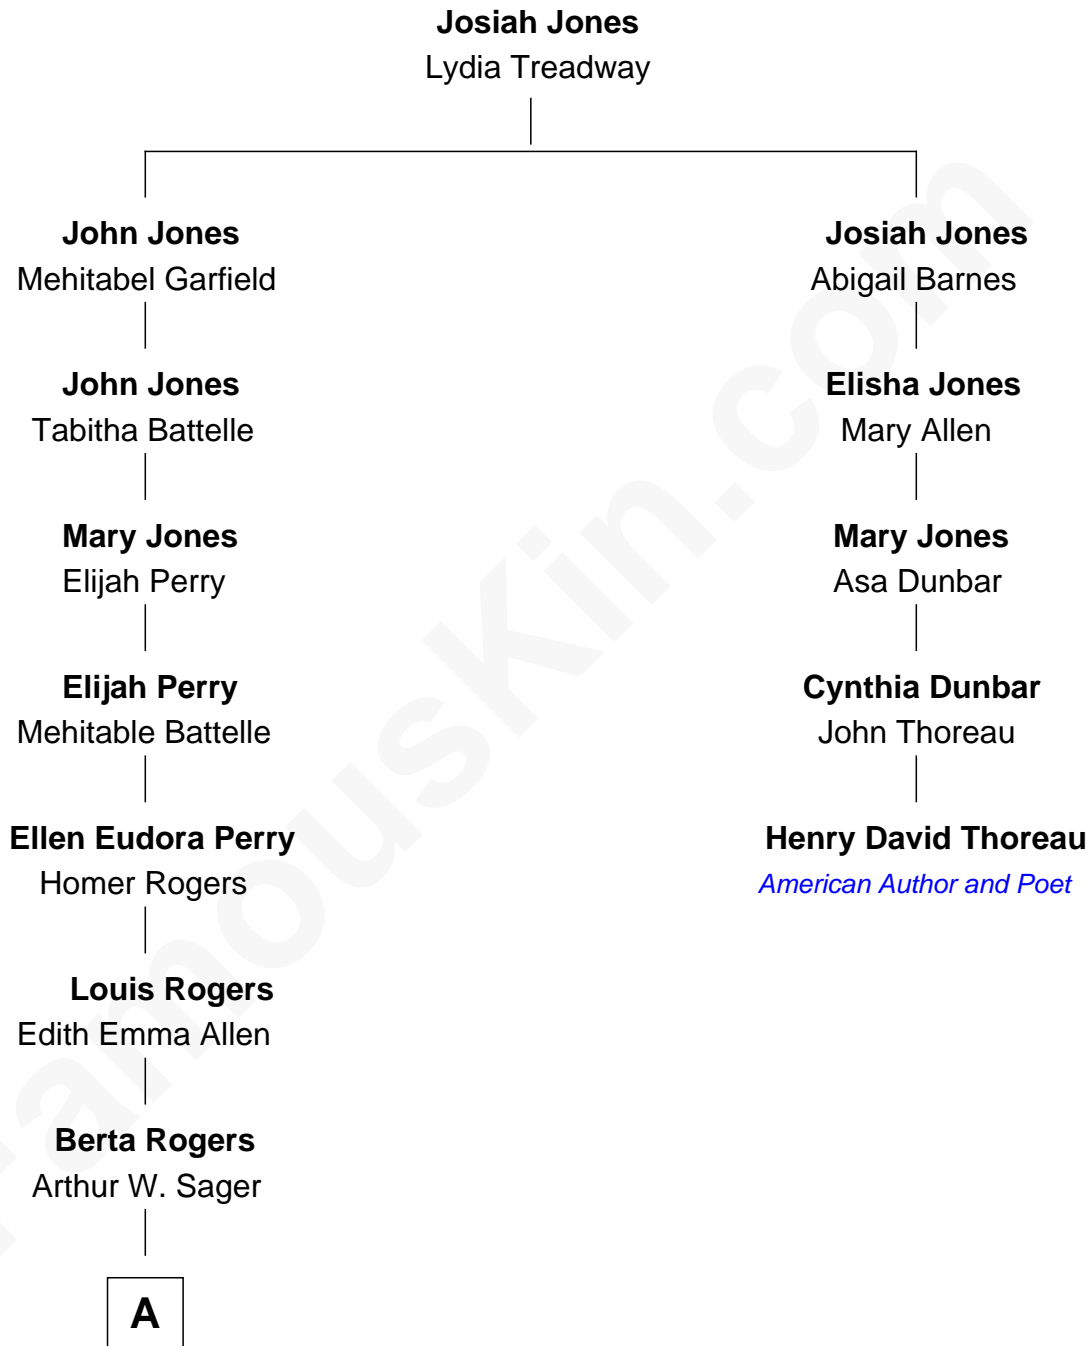 Josiah Jones
Lydia Treadway
John Jones
Mehitabel Garfield
Josiah Jones
Abigail Barnes
John Jones
Tabitha Battelle
Elisha Jones
Mary Allen
Mary Jones
Elijah Perry
Mary Jones
Asa Dunbar
Elijah Perry
Mehitable Battelle
Cynthia Dunbar
John Thoreau
Ellen Eudora Perry
Homer Rogers
Henry David Thoreau
American Author and Poet
Louis Rogers
Edith Emma Allen
Berta Rogers
Arthur W. Sager
A
FamousKin.com